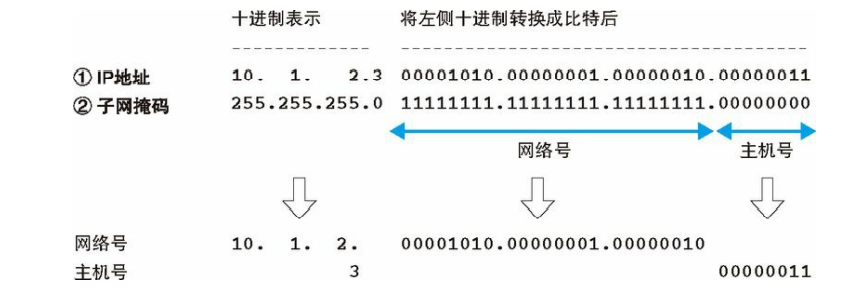 十进制表示 将左侧十进制转换成比特后
① IP地址 10. 1. 2.3 00001010.00000001.00000010.00000011
② 子网掩码 255.255.255.0 11111111.11111111.11111111.00000000
网络号 主机号
网络号 10. 1. 2. 00001010.00000001.00000010
主机号 3 00000011